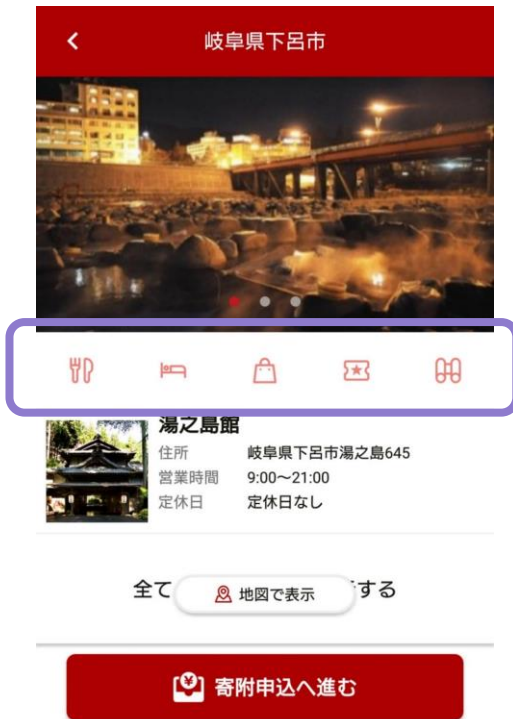 岐阜県下呂市
湯之島館
住所 岐阜県下呂市湯之島645
営業時間 9:00～21:00
定休日 定休日なし
全て
する
地図で表示
寄附申込へ進む